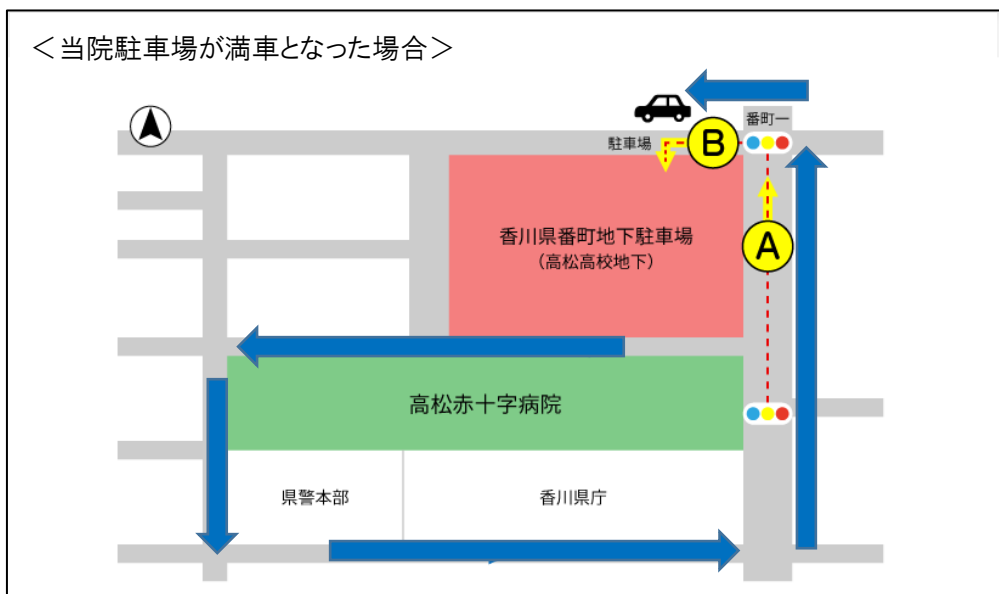 ＜当院駐車場が満車となった場合＞
番町一
駐車場
B
香川県番町地下駐車場
（高松高校地下）
A
高松赤十字病院
県警本部
香川県庁